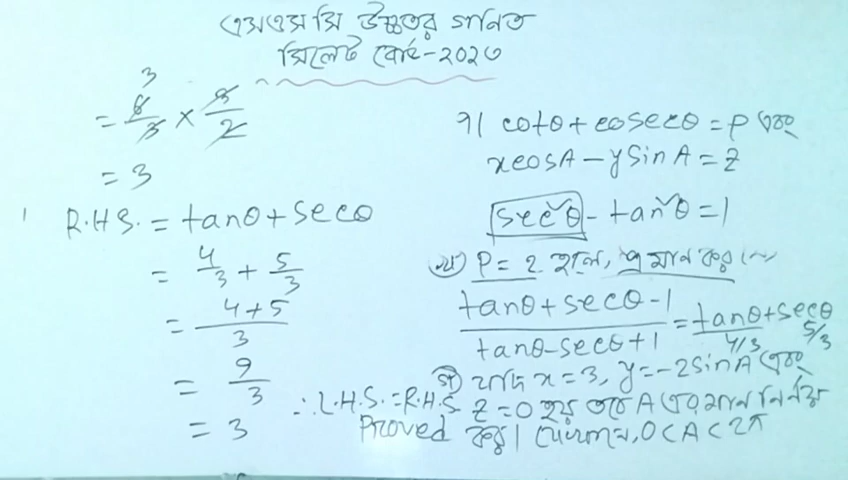 এসএসসি উচ্চতর গনিত
সিলেট বোর্ড-২০২৩
= 6/3 × 3/2
3
= 3
R.H.S. = tanθ + secθ
= 4/3 + 5/3
= 4+5/3
= 9/3
= 3
∴ L.H.S. = R.H.S.
Proved
৭। cotθ + cosecθ = P এবং
xcosA - ysinA = z
sec²θ - tan²θ = 1
(খ) P = 2 হলে, প্রমান কর যে
tanθ + secθ - 1/tanθ - secθ + 1 = tanθ + secθ
4/3 5/3
(গ) যদি x = 3, y = -2sinA এবং
z = 0 হয় তবে A এর মান নির্নয়
কর। যেখানে, 0 < A < 2π